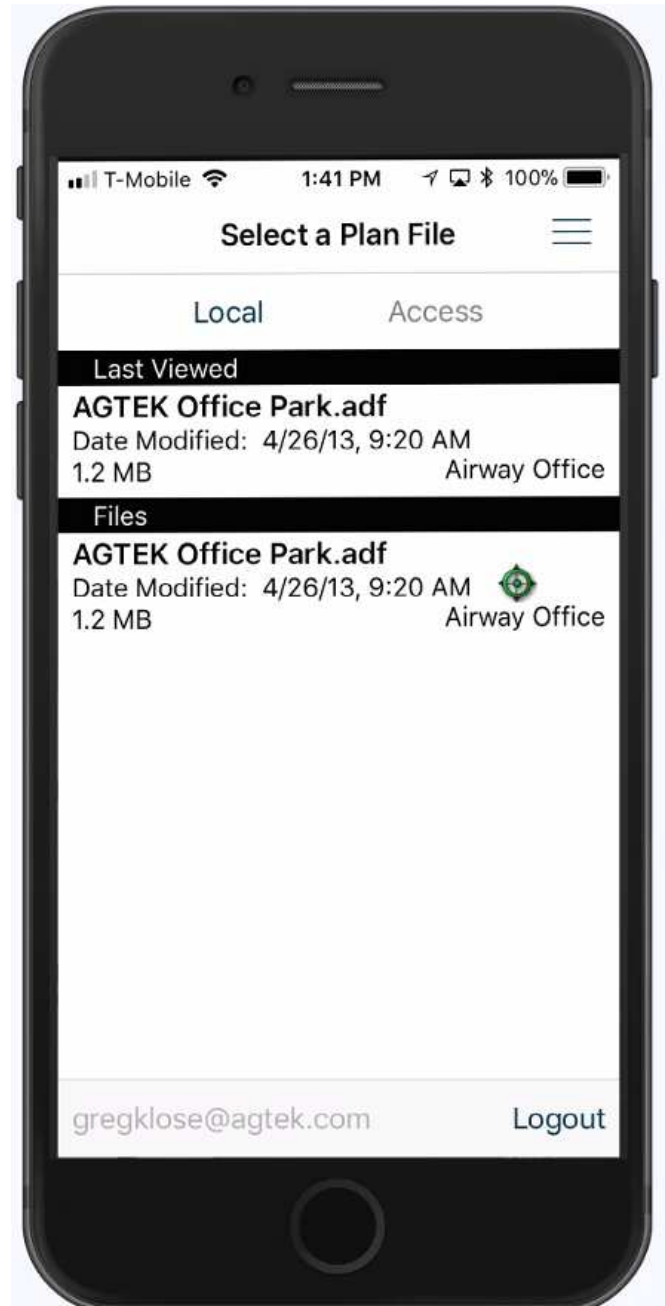 T-Mobile 1:41 PM 100%
Select a Plan File
Local Access
Last Viewed
AGTEK Office Park.adf
Date Modified: 4/26/13, 9:20 AM
1.2 MB Airway Office
Files
AGTEK Office Park.adf
Date Modified: 4/26/13, 9:20 AM
1.2 MB Airway Office
gregklose@agtek.com Logout